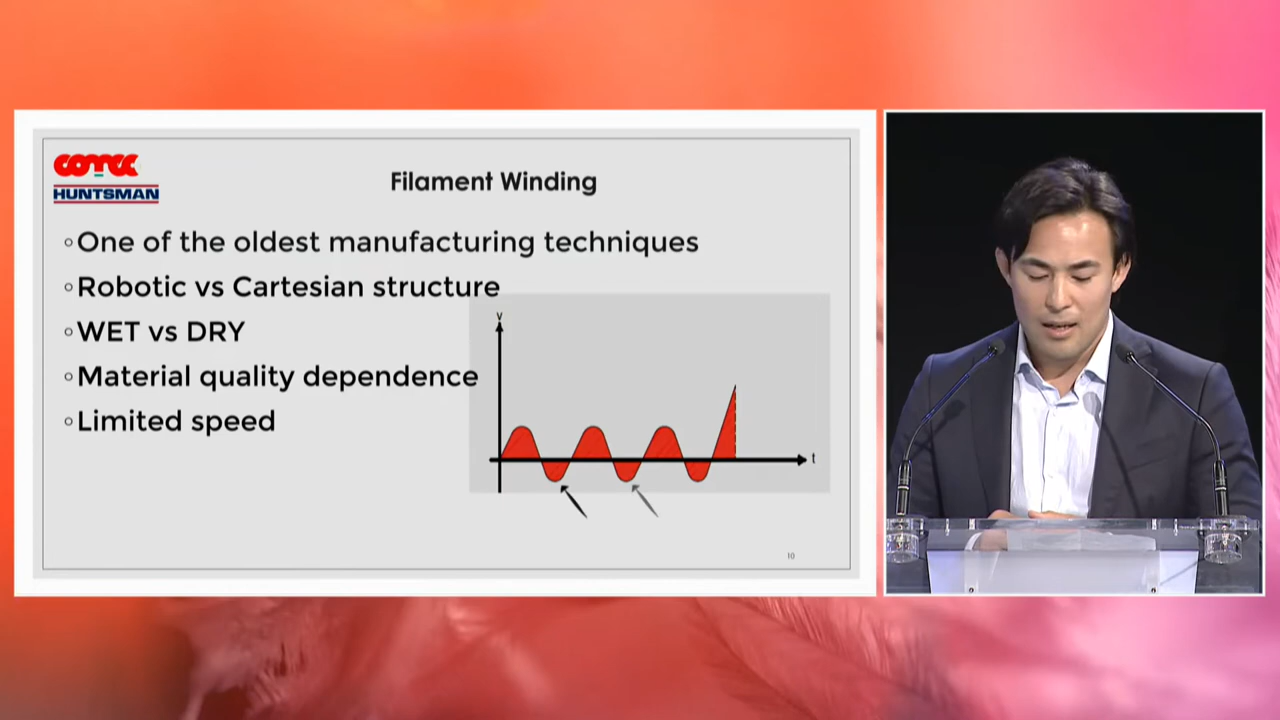 HUNTSMAN
Filament Winding
One of the oldest manufacturing techniques
Robotic vs Cartesian structure
WET vs DRY
Material quality dependence
Limited speed
v
t
10